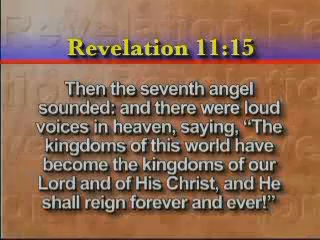 Revelation 11:15
Then the seventh angel
sounded: and there were loud
voices in heaven, saying, “The
kingdoms of this world have
become the kingdoms of our
Lord and of His Christ, and He
shall reign forever and ever!”